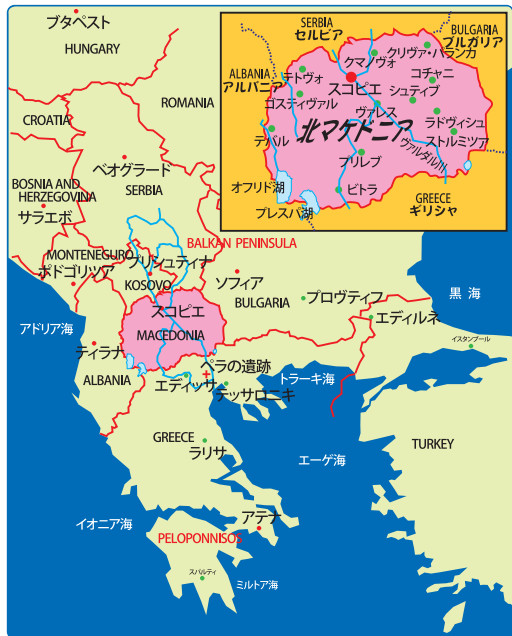 ブタペスト
HUNGARY
ROMANIA
CROATIA
ベオグラード
SERBIA
BOSNIA AND
HERZEGOVINA
サラエボ
MONTENEGURO
プリシュティナ
ポドゴリツァ
KOSOVO
BALKAN PENINSULA
ソフィア
BULGARIA
プロヴティフ
エディルネ
黒 海
イスタンブール
スコピエ
MACEDONIA
アドリア海
ティラナ
ALBANIA
ペラの遺跡
エディッサ
テッサロニキ
トラーキ海
GREECE
ラリサ
エーゲ海
TURKEY
イオニア海
アテナ
PELOPONNISOS
スパルティ
ミルトア海
SERBIA
セルビア
BULGARIA
ブルガリア
クリヴァ・パランカ
クマノヴォ
ALBANIA
アルバニア
テトヴォ
コチャニ
スコピエ
シュティブ
ゴスティヴァル
ヴァレス
ラドヴィシュ
北マケドニア
ストルミツァ
デバル
ヴァルダル川
プリレブ
オフリド湖
ビトラ
プレスパ湖
GREECE
ギリシャ